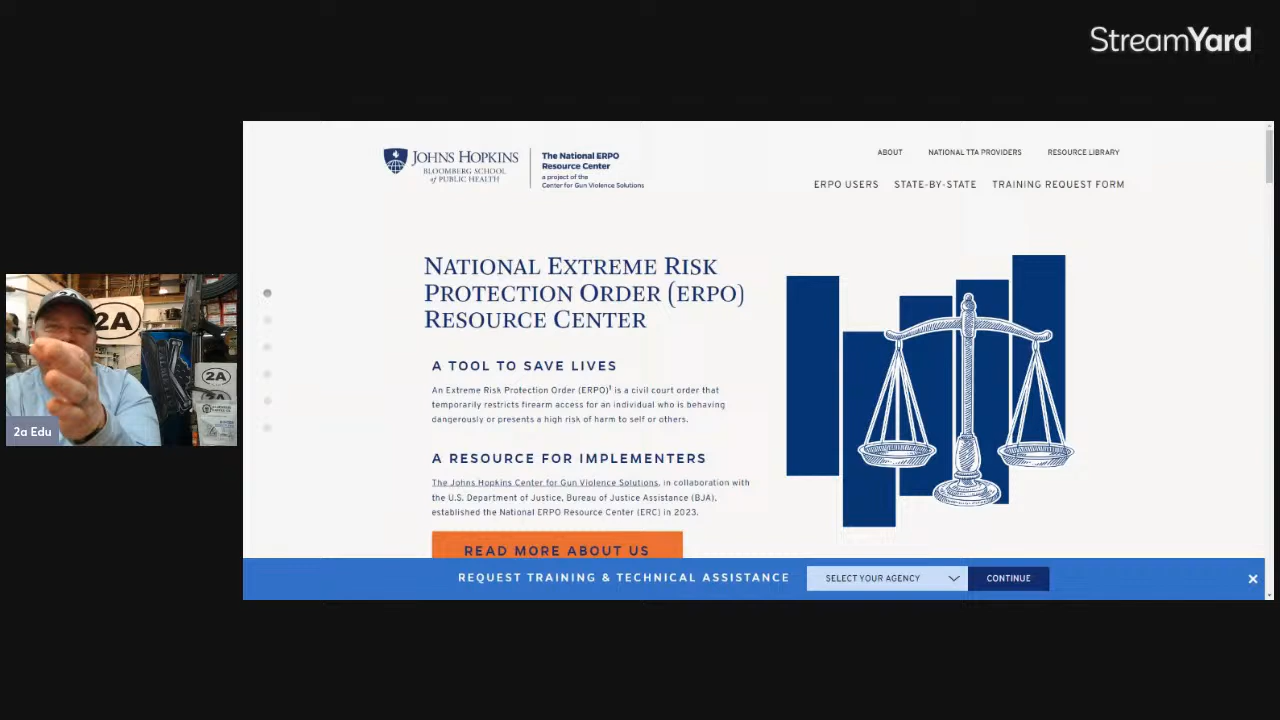 StreamYard
JOHNS HOPKINS
BLOOMBERG SCHOOL
of PUBLIC HEALTH
The National ERPO
Resource Center
a project of the
Center for Gun Violence Solutions
ABOUT
NATIONAL TTA PROVIDERS
RESOURCE LIBRARY
ERPO USERS
STATE-BY-STATE
TRAINING REQUEST FORM
NATIONAL EXTREME RISK
PROTECTION ORDER (ERPO)
RESOURCE CENTER
A TOOL TO SAVE LIVES
An Extreme Risk Protection Order (ERPO)¹ is a civil court order that
temporarily restricts firearm access for an individual who is behaving
dangerously or presents a high risk of harm to self or others.
A RESOURCE FOR IMPLEMENTERS
The Johns Hopkins Center for Gun Violence Solutions, in collaboration with
the U.S. Department of Justice, Bureau of Justice Assistance (BJA),
established the National ERPO Resource Center (ERC) in 2023.
READ MORE ABOUT US
REQUEST TRAINING & TECHNICAL ASSISTANCE
SELECT YOUR AGENCY
CONTINUE
2A
2A
2A
2a Edu